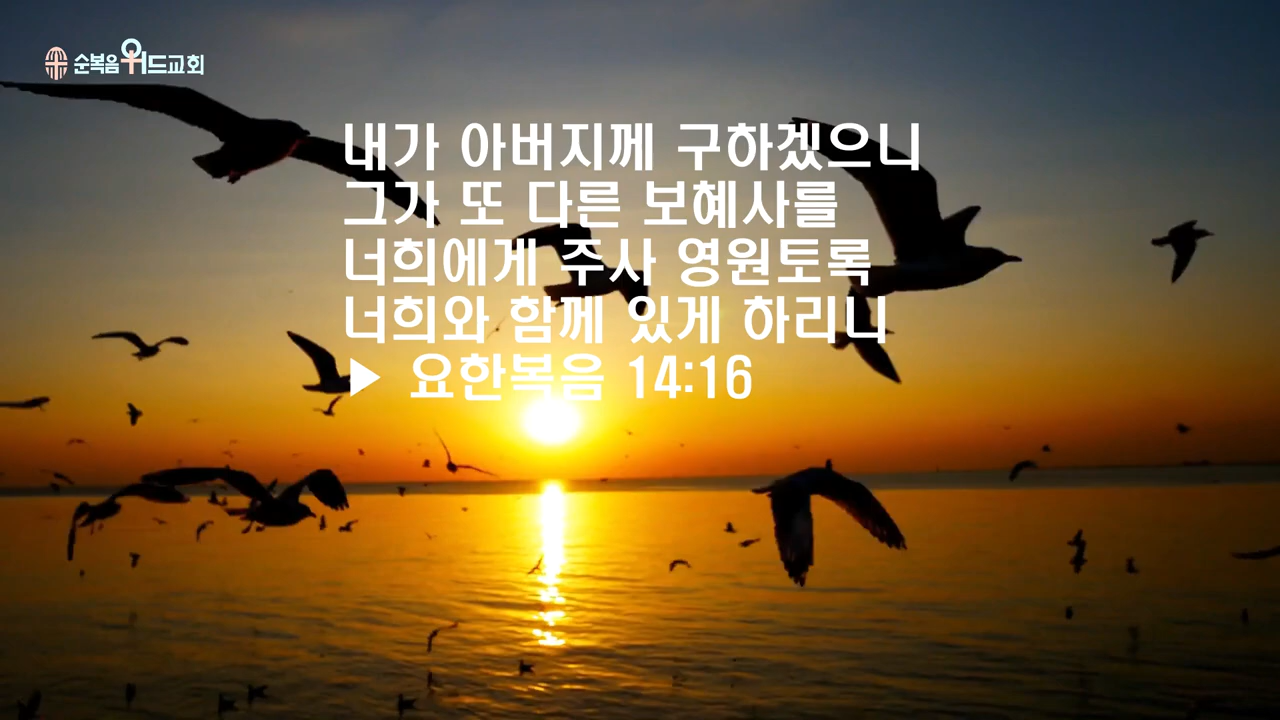 순복음위드교회
내가 아버지께 구하겠으니
그가 또 다른 보혜사를
너희에게 주사 영원토록
너희와 함께 있게 하리니
▶ 요한복음 14:16